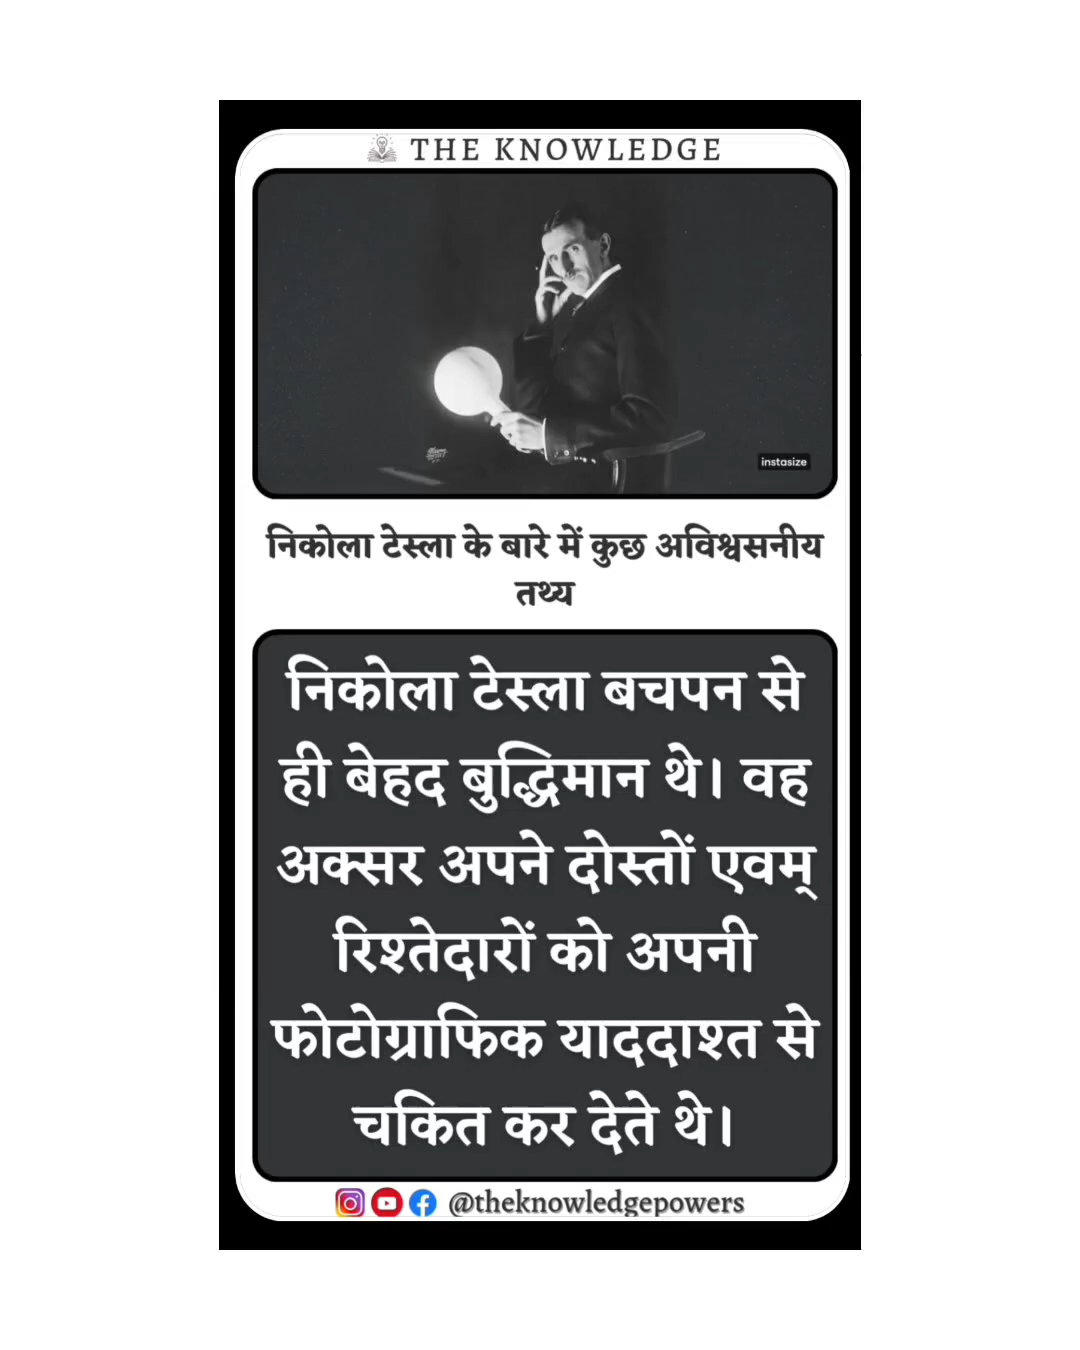 THE KNOWLEDGE
instasize
निकोला टेस्ला के बारे में कुछ अविश्वसनीय
तथ्य
निकोला टेस्ला बचपन से
ही बेहद बुद्धिमान थे। वह
अक्सर अपने दोस्तों एवम्
रिश्तेदारों को अपनी
फोटोग्राफिक याददाश्त से
चकित कर देते थे।
@theknowledgepowers